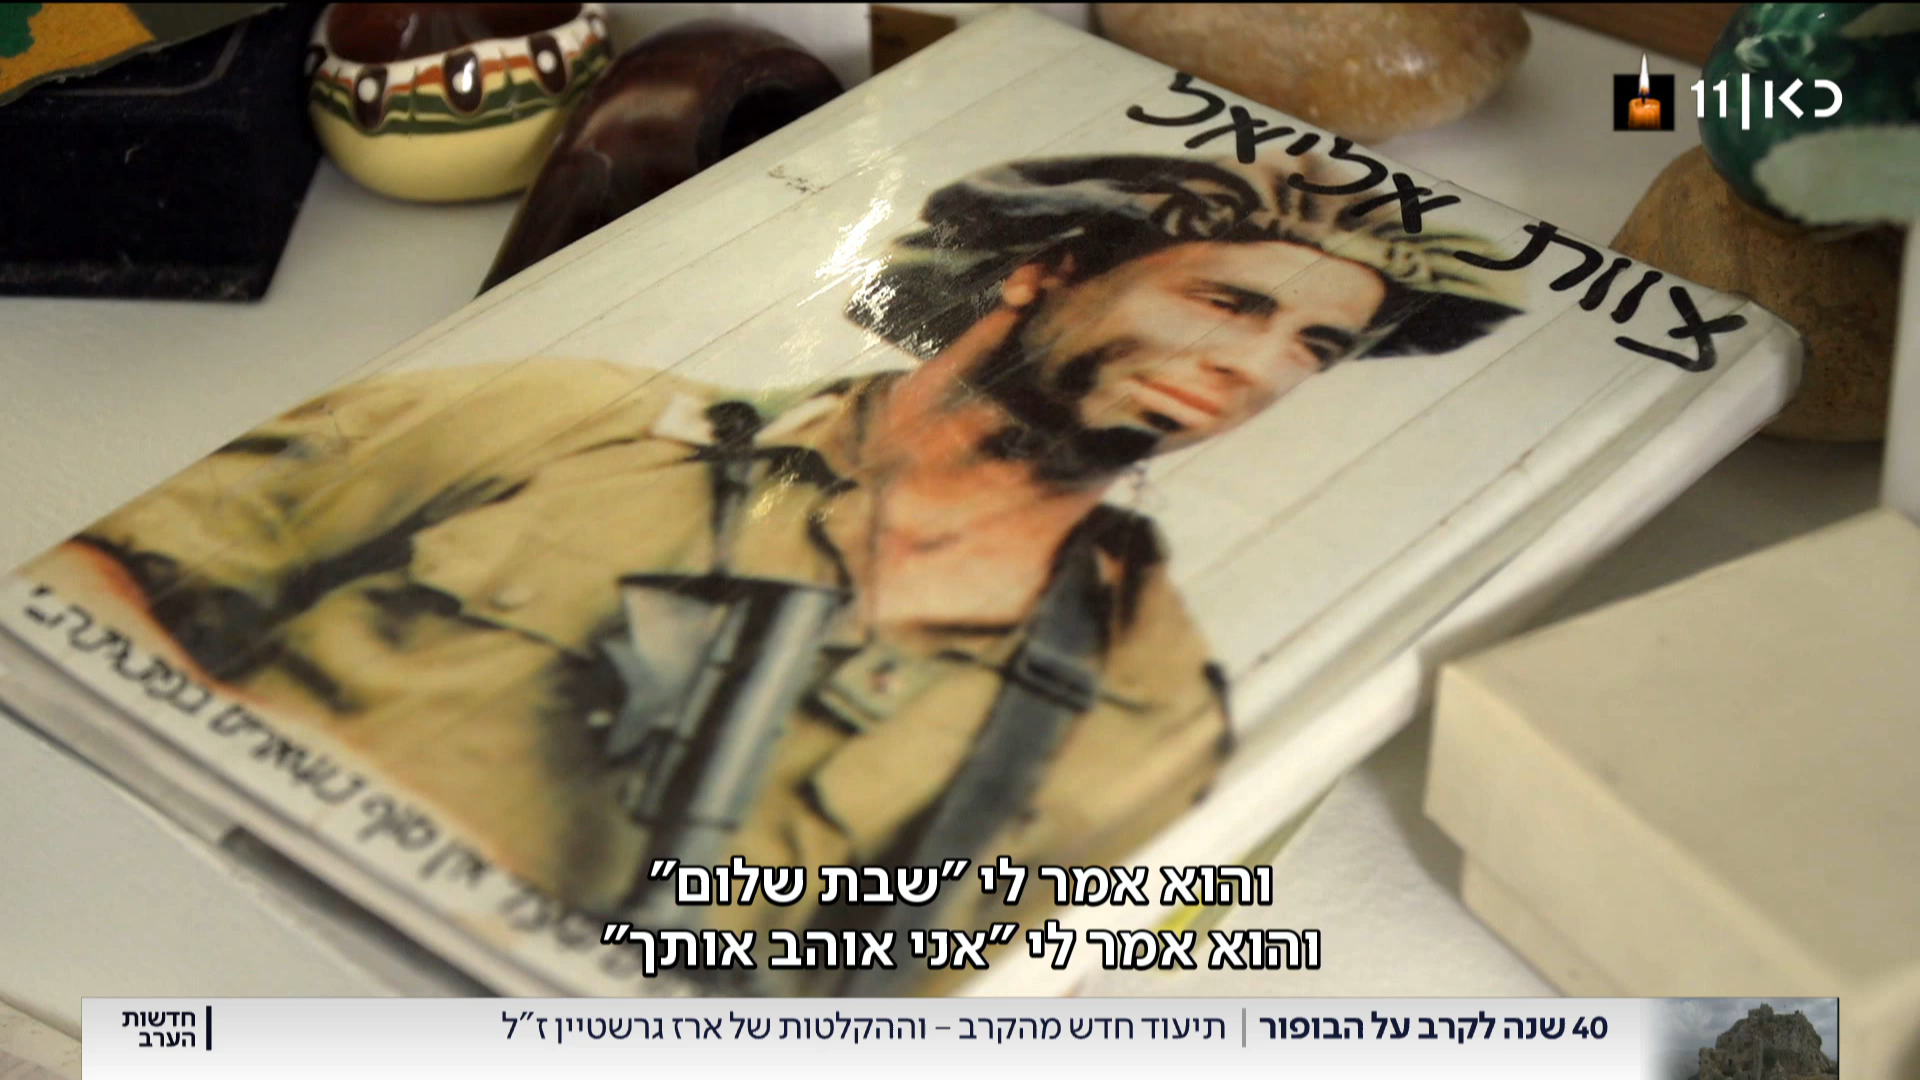 כאן|11
צוות אליאל
והוא אמר לי "שבת שלום"
והוא אמר לי "אני אוהב אותך"
40 שנה לקרב על הבופור | תיעוד חדש מהקרב – וההקלטות של ארז גרשטיין ז"ל
חדשות
הערב